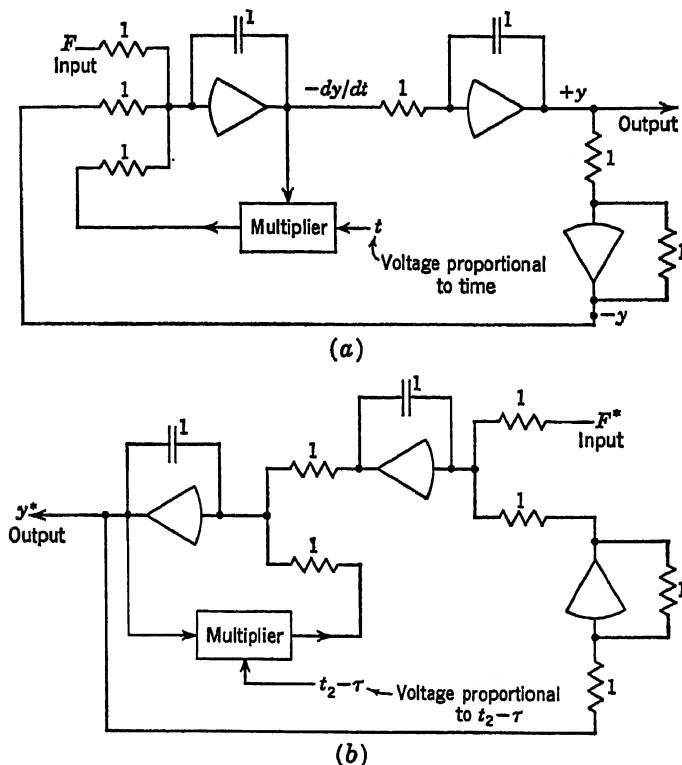 1
F
Input
1
1
1
-dy/dt
1
1
+y
Output
1
Multiplier
t
Voltage proportional
to time
1
-y
(a)
1
1
1
F*
Input
1
y*
Output
1
1
1
Multiplier
t₂-τ
Voltage proportional
to t₂-τ
1
(b)